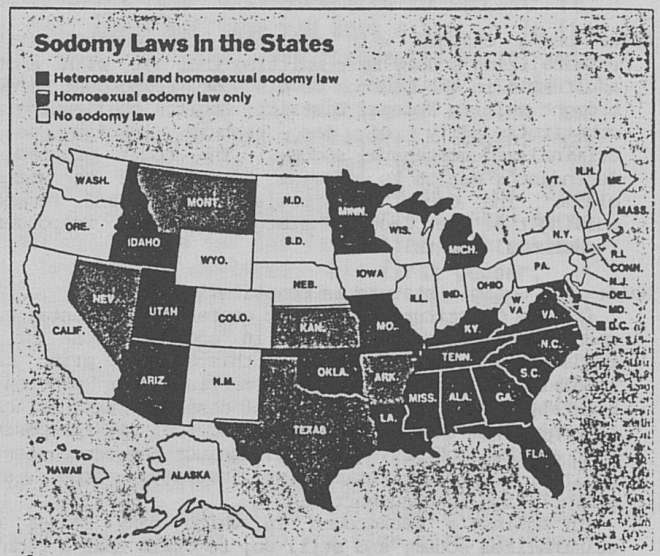 Sodomy Laws In the States
Heterosexual and homosexual sodomy law
Homosexual sodomy law only
No sodomy law
WASH.
MONT.
N.D.
MINN.
VT.
N.H.
ME.
MASS.
ORE.
IDAHO
S.D.
WIS.
MICH.
N.Y.
R.I.
CONN.
WYO.
IOWA
PA.
N.J.
NEV.
UTAH
NEB.
ILL.
IND.
OHIO
DEL.
MD.
W. VA.
VA.
D.C.
CALIF.
COLO.
KAN.
MO.
KY.
N.C.
ARIZ.
N.M.
OKLA.
ARK.
TENN.
S.C.
TEXAS
LA.
MISS.
ALA.
GA.
FLA.
HAWAII
ALASKA